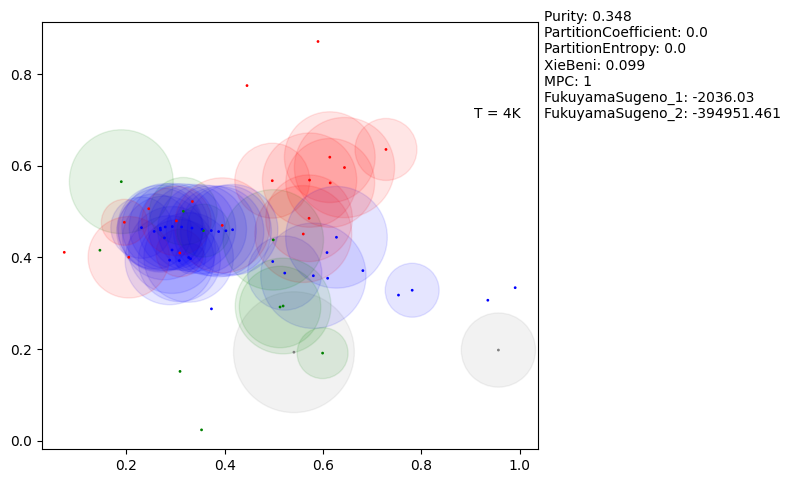 Purity: 0.348
PartitionCoefficient: 0.0
PartitionEntropy: 0.0
XieBeni: 0.099
MPC: 1
FukuyamaSugeno_1: -2036.03
FukuyamaSugeno_2: -394951.461
T = 4K
0.8
0.6
0.4
0.2
0.0
0.2 0.4 0.6 0.8 1.0